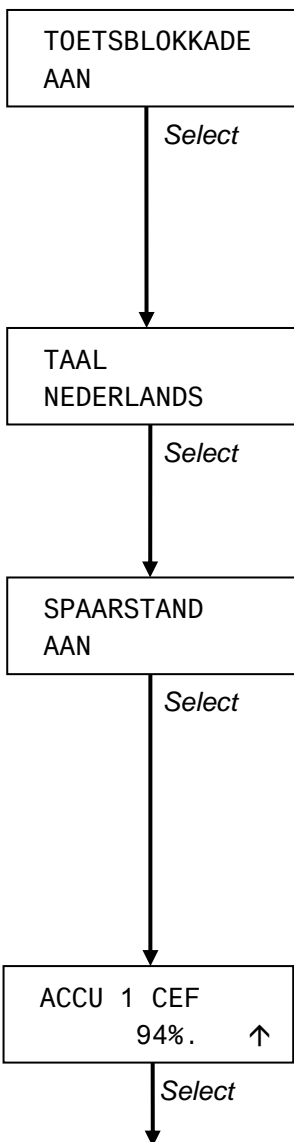 TOETSBLOKKADE
AAN
Select
TAAL
NEDERLANDS
Select
SPAARSTAND
AAN
Select
ACCU 1 CEF
94%. ↑
Select